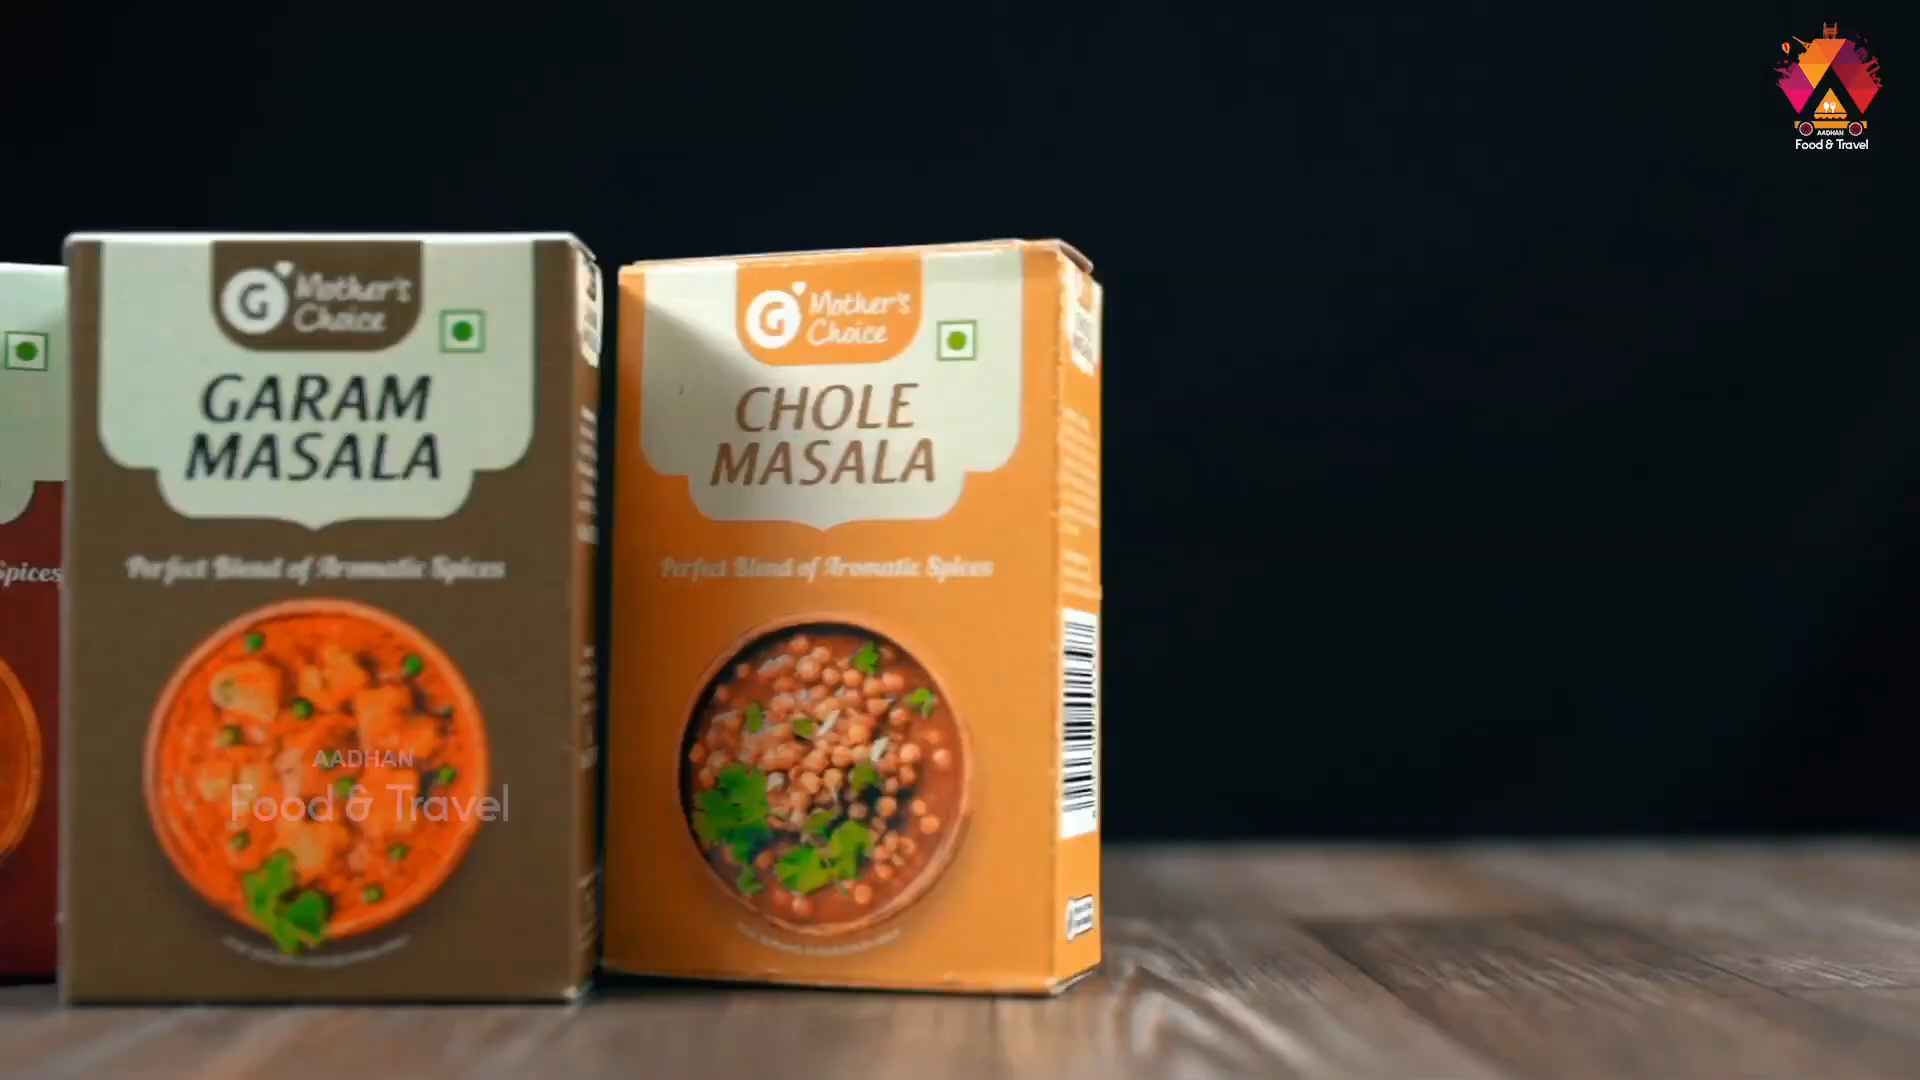 AADHAN
Food & Travel
G Mother's
Choice
GARAM
MASALA
Perfect Blend of Aromatic Spices
G Mother's
Choice
CHOLE
MASALA
Perfect Blend of Aromatic Spices
Spices
AADHAN
Food & Travel